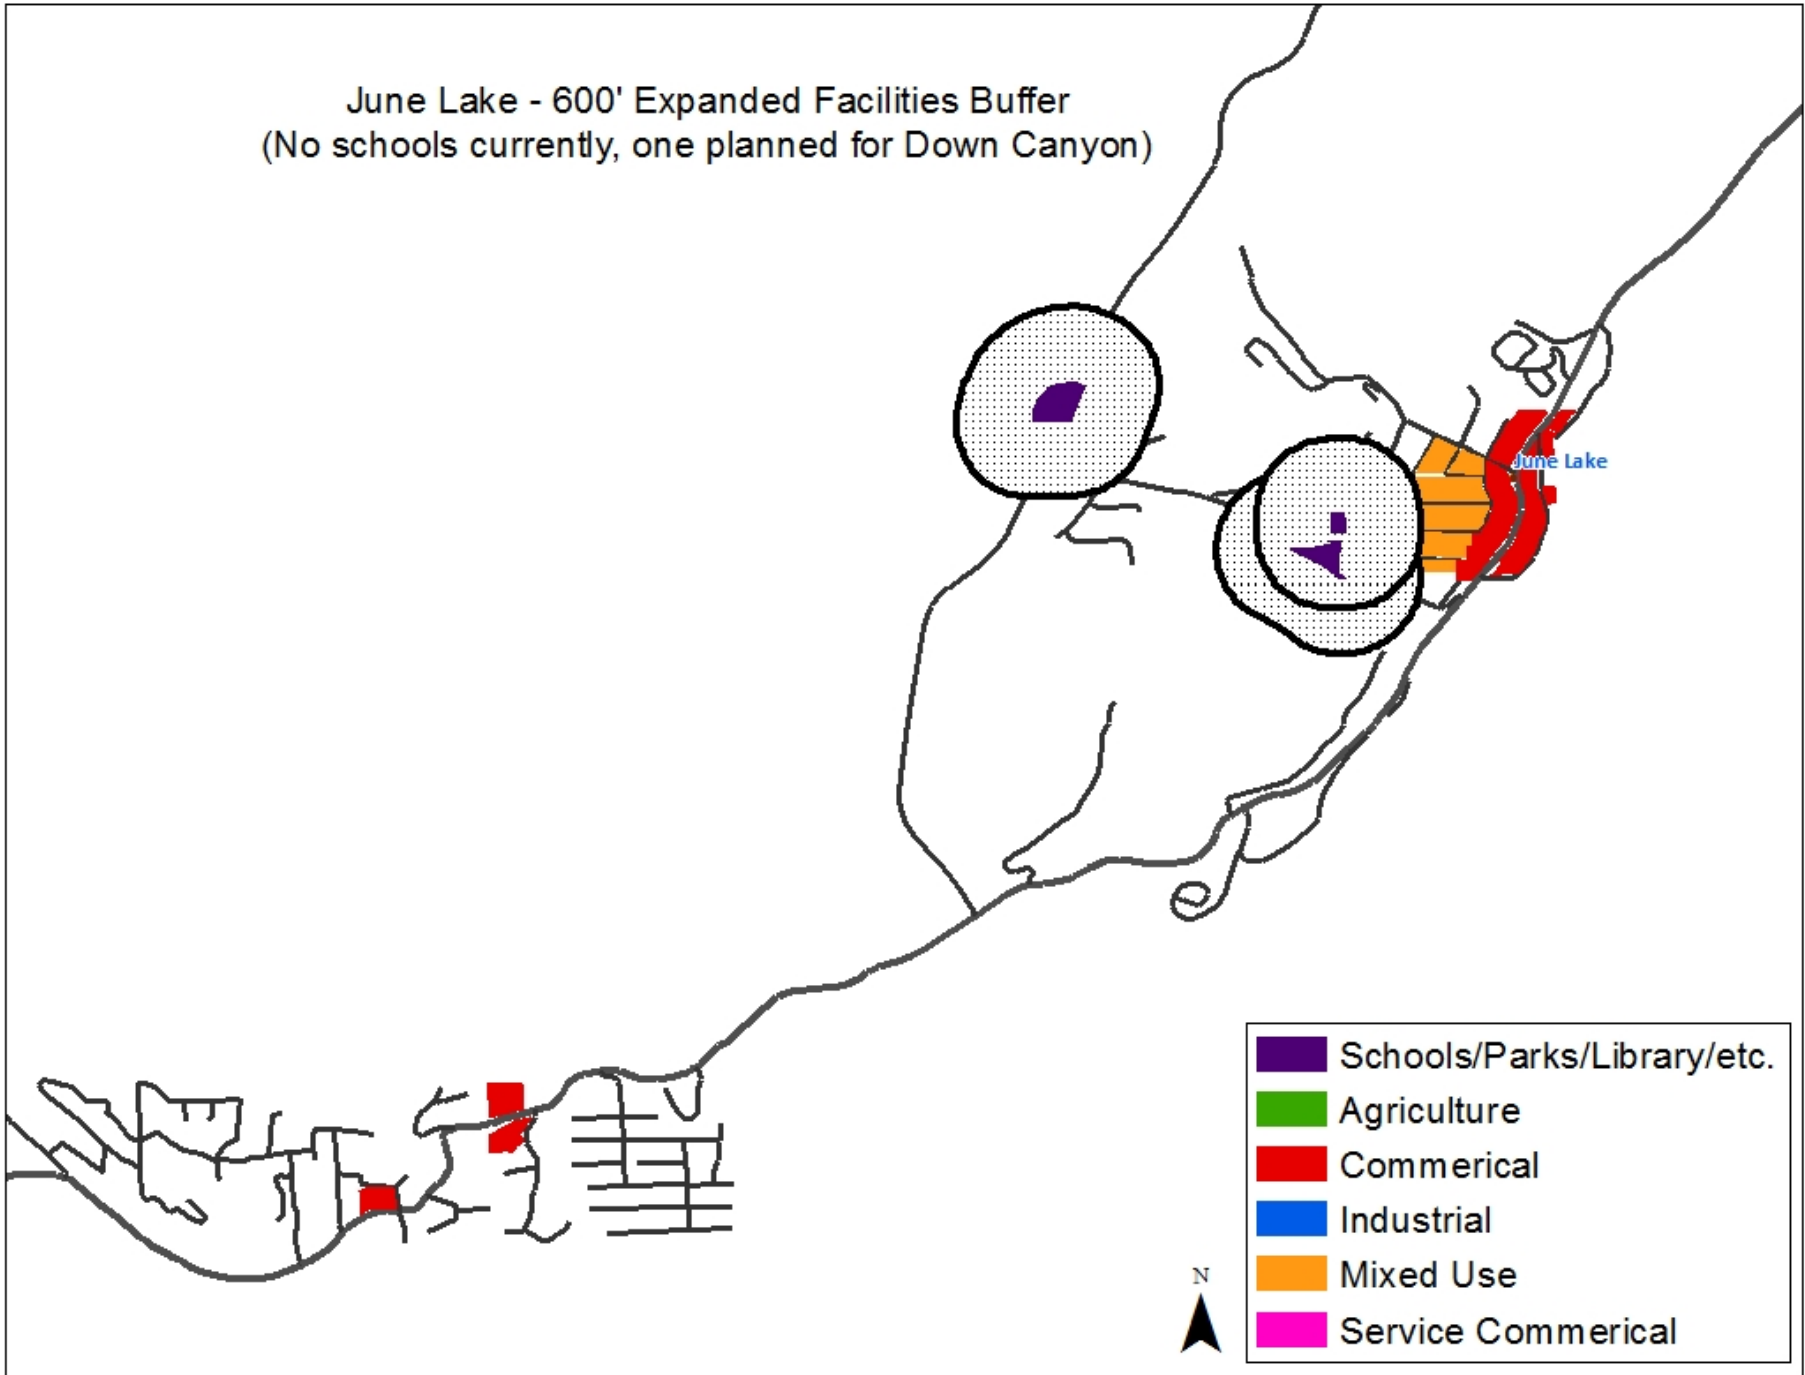 June Lake - 600' Expanded Facilities Buffer
(No schools currently, one planned for Down Canyon)
June Lake
Schools/Parks/Library/etc.
Agriculture
Commerical
Industrial
Mixed Use
Service Commerical
N